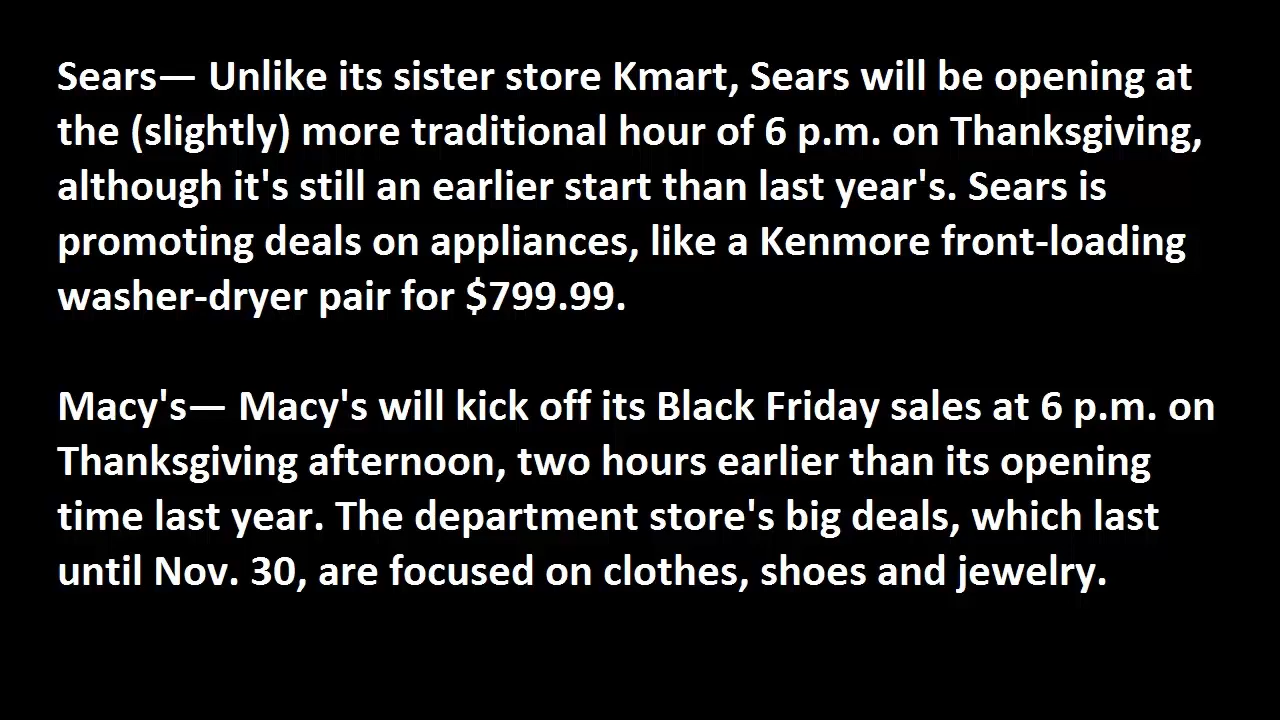 Sears— Unlike its sister store Kmart, Sears will be opening at
the (slightly) more traditional hour of 6 p.m. on Thanksgiving,
although it's still an earlier start than last year's. Sears is
promoting deals on appliances, like a Kenmore front-loading
washer-dryer pair for $799.99.
Macy's— Macy's will kick off its Black Friday sales at 6 p.m. on
Thanksgiving afternoon, two hours earlier than its opening
time last year. The department store's big deals, which last
until Nov. 30, are focused on clothes, shoes and jewelry.